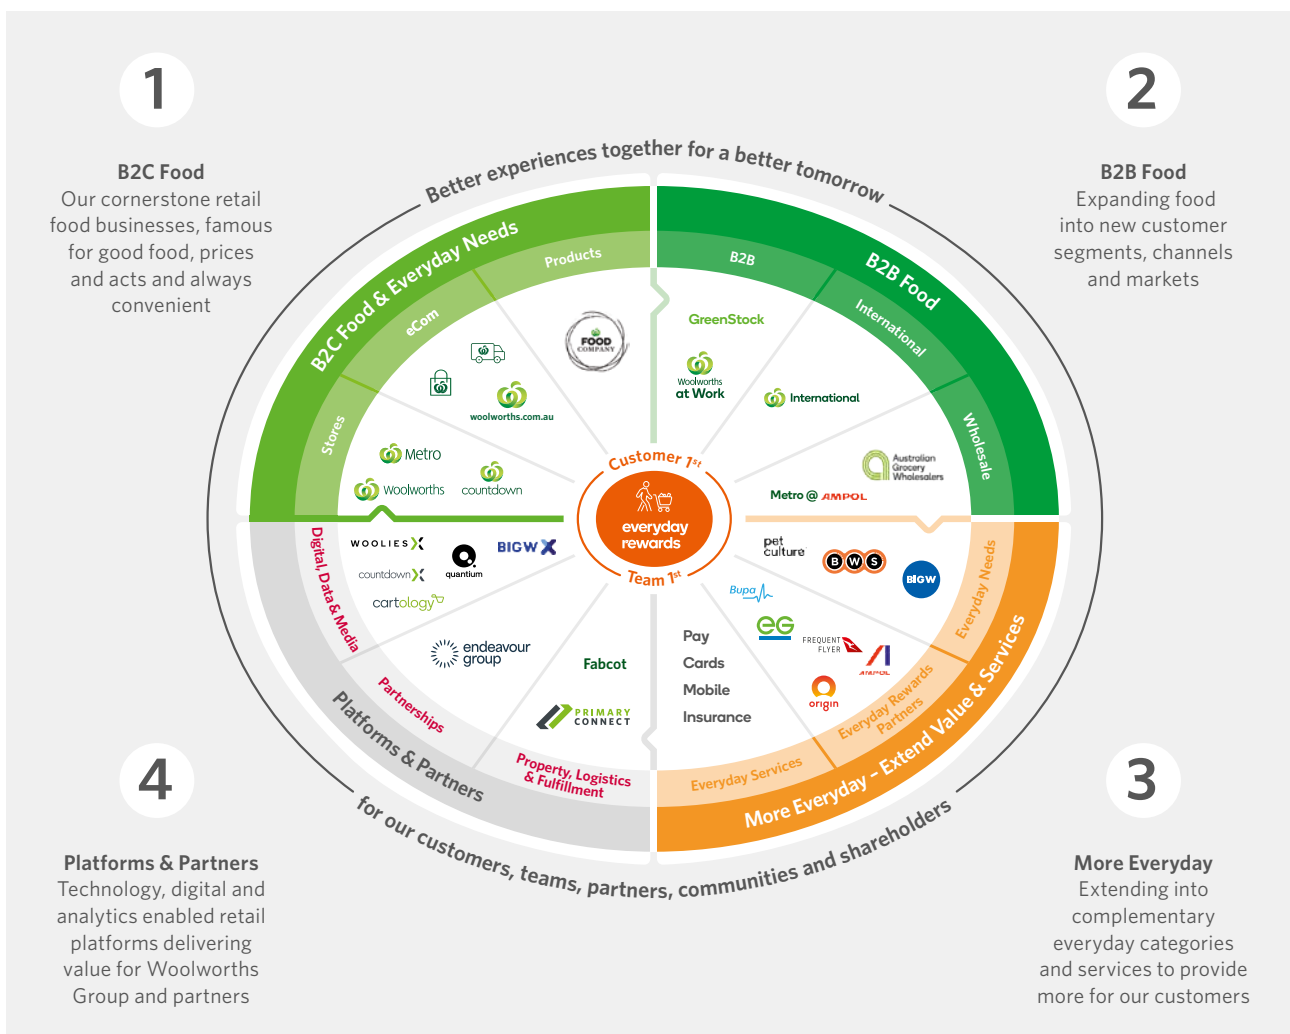 1
B2C Food
Our cornerstone retail
food businesses, famous
for good food, prices
and acts and always
convenient
2
B2B Food
Expanding food
into new customer
segments, channels
and markets
Better experiences together for a better tomorrow
B2C Food & Everyday Needs
Products
eCom
Stores
FOOD
COMPANY
woolworths.com.au
Metro
Woolworths
countdown
B2B Food
B2B
International
Wholesale
GreenStock
Woolworths
at Work
International
Australian
Grocery
Wholesalers
Metro @ AMPOL
Customer 1st
everyday
rewards
Team 1st
Digital, Data & Media
Partnerships
Property, Logistics
& Fulfillment
Platforms & Partners
WOOLIES X
countdown X
quantium
BIG W X
cartology
endeavour
group
Fabcot
PRIMARY
CONNECT
Everyday Needs
Everyday Rewards
Partners
Everyday Services
More Everyday – Extend Value & Services
pet
culture
BWS
BIGW
Bupa
eG
FREQUENT
FLYER
AMPOL
origin
Pay
Cards
Mobile
Insurance
for our customers, teams, partners, communities and shareholders
4
Platforms & Partners
Technology, digital and
analytics enabled retail
platforms delivering
value for Woolworths
Group and partners
3
More Everyday
Extending into
complementary
everyday categories
and services to provide
more for our customers